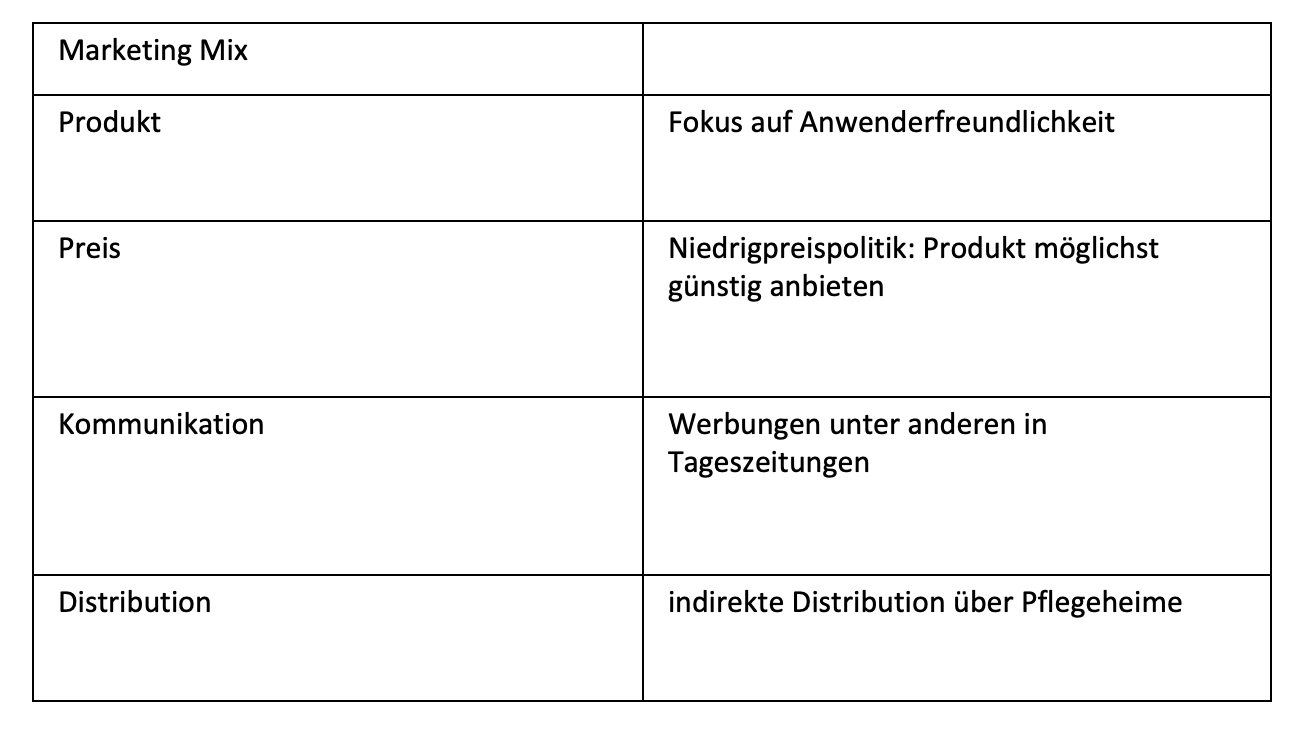 Marketing Mix
Produkt
Fokus auf Anwenderfreundlichkeit
Preis
Niedrigpreispolitik: Produkt möglichst
günstig anbieten
Kommunikation
Werbungen unter anderen in
Tageszeitungen
Distribution
indirekte Distribution über Pflegeheime